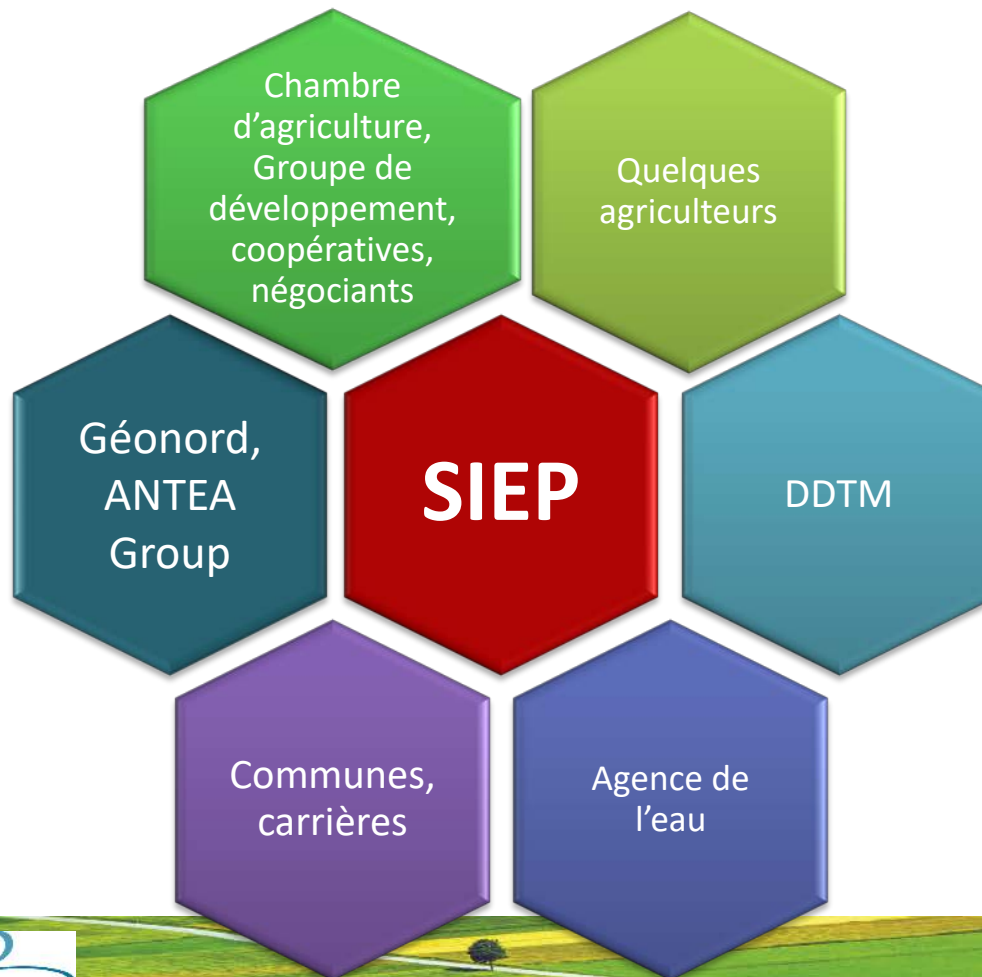 Chambre
d’agriculture,
Groupe de
développement,
coopératives,
négociants
Quelques
agriculteurs
Géonord,
ANTEA
Group
SIEP
DDTM
Communes,
carrières
Agence de
l’eau